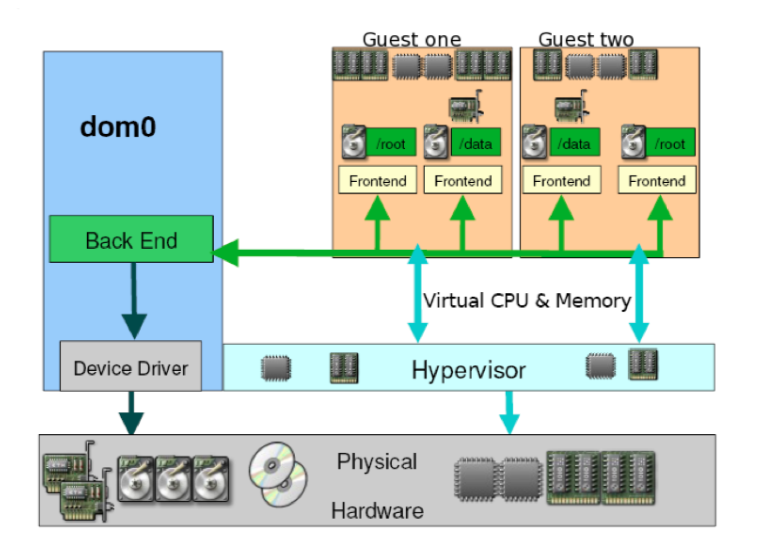 Guest one
Guest two
dom0
/root
/data
/data
/root
Frontend
Frontend
Frontend
Frontend
Back End
Virtual CPU & Memory
Device Driver
Hypervisor
Physical
Hardware